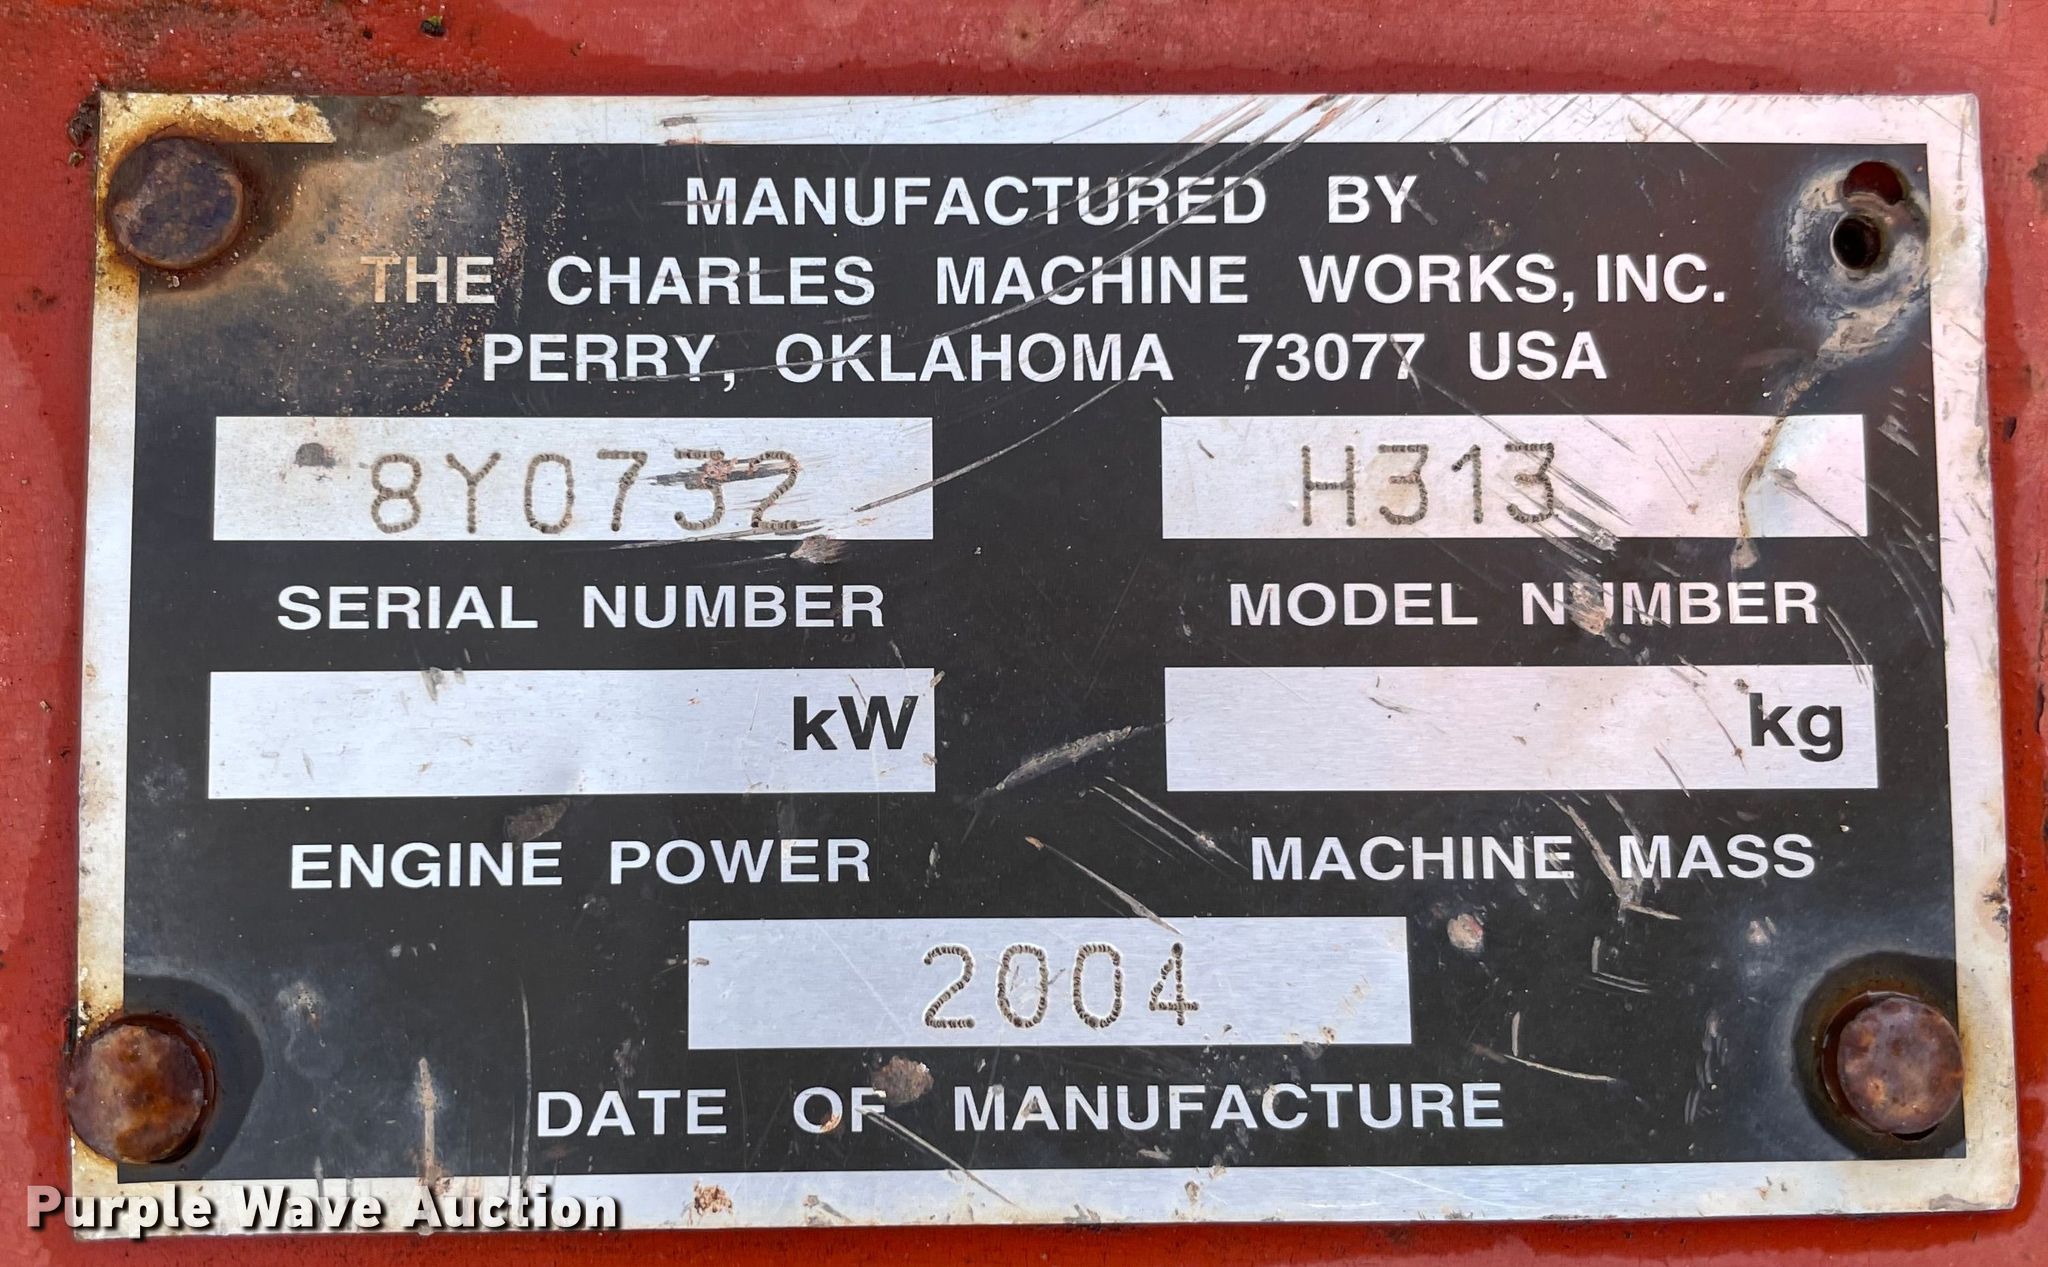 MANUFACTURED BY
THE CHARLES MACHINE WORKS, INC.
PERRY, OKLAHOMA 73077 USA
8Y0732
H313
SERIAL NUMBER
MODEL NUMBER
kW
kg
ENGINE POWER
MACHINE MASS
2004
DATE OF MANUFACTURE
Purple Wave Auction